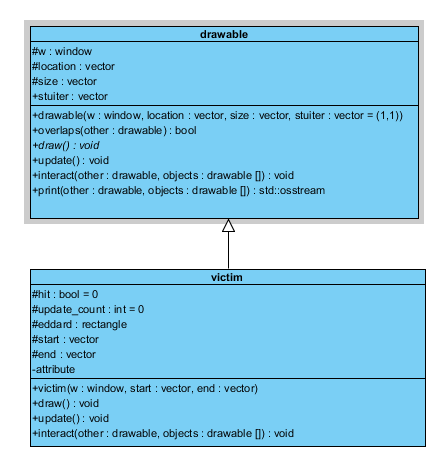 drawable
#w : window
#location : vector
#size : vector
+stuiter : vector
+drawable(w : window, location : vector, size : vector, stuiter : vector = (1,1))
+overlaps(other : drawable) : bool
+draw() : void
+update() : void
+interact(other : drawable, objects : drawable []) : void
+print(other : drawable, objects : drawable []) : std::osstream
victim
#hit : bool = 0
#update_count : int = 0
#eddard : rectangle
#start : vector
#end : vector
-attribute
+victim(w : window, start : vector, end : vector)
+draw() : void
+update() : void
+interact(other : drawable, objects : drawable []) : void